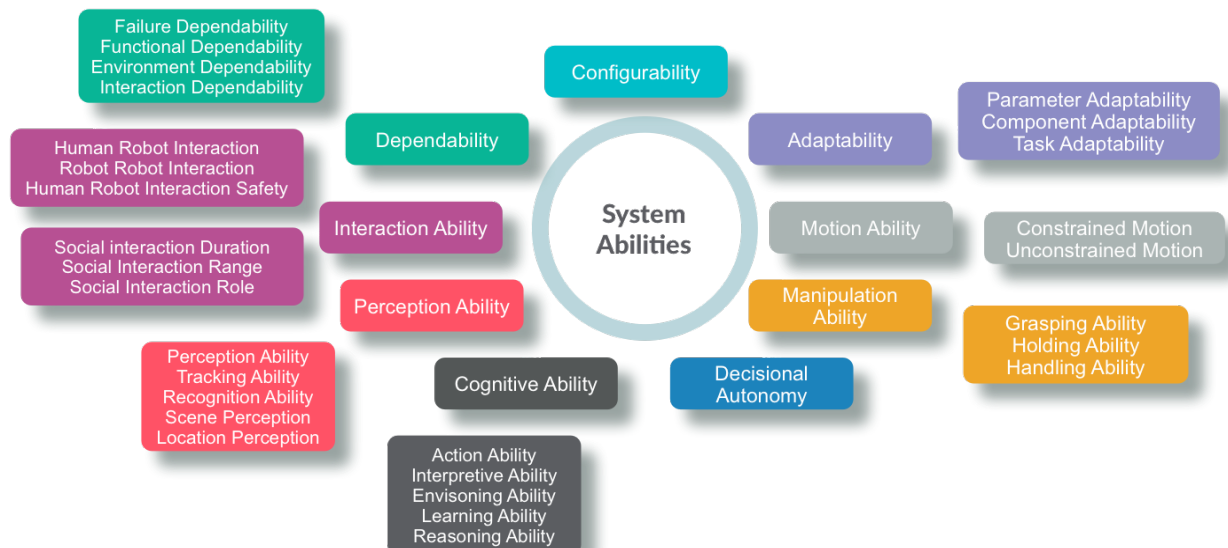 Failure Dependability
Functional Dependability
Environment Dependability
Interaction Dependability
Configurability
Parameter Adaptability
Component Adaptability
Task Adaptability
Dependability
Adaptability
Human Robot Interaction
Robot Robot Interaction
Human Robot Interaction Safety
System
Abilities
Interaction Ability
Motion Ability
Constrained Motion
Unconstrained Motion
Social interaction Duration
Social Interaction Range
Social Interaction Role
Perception Ability
Manipulation
Ability
Grasping Ability
Holding Ability
Handling Ability
Perception Ability
Tracking Ability
Recognition Ability
Scene Perception
Location Perception
Cognitive Ability
Decisional
Autonomy
Action Ability
Interpretive Ability
Envisoning Ability
Learning Ability
Reasoning Ability